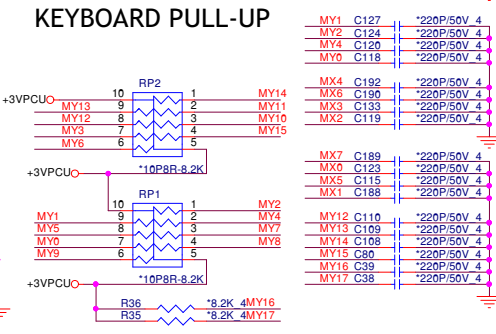 KEYBOARD PULL-UP
MY1 C127 *220P/50V_4
MY2 C124 *220P/50V_4
MY4 C120 *220P/50V_4
MY0 C118 *220P/50V_4
MX4 C192 *220P/50V_4
MX6 C190 *220P/50V_4
MX3 C133 *220P/50V_4
MX2 C119 *220P/50V_4
RP2
+3VPCU 10 1 MY14
MY13 9 2 MY11
MY12 8 3 MY10
MY3 7 4 MY15
MY6 6 5
+3VPCU *10P8R-8.2K
MX7 C189 *220P/50V_4
MX0 C123 *220P/50V_4
MX5 C115 *220P/50V_4
MX1 C188 *220P/50V_4
RP1
10 1 MY2
MY1 9 2 MY4
MY5 8 3 MY7
MY0 7 4 MY8
MY9 6 5
+3VPCU *10P8R-8.2K
MY12 C110 *220P/50V_4
MY13 C109 *220P/50V_4
MY14 C108 *220P/50V_4
MY15 C80 *220P/50V_4
MY16 C39 *220P/50V_4
MY17 C38 *220P/50V_4
R36 *8.2K_4 MY16
R35 *8.2K_4 MY17